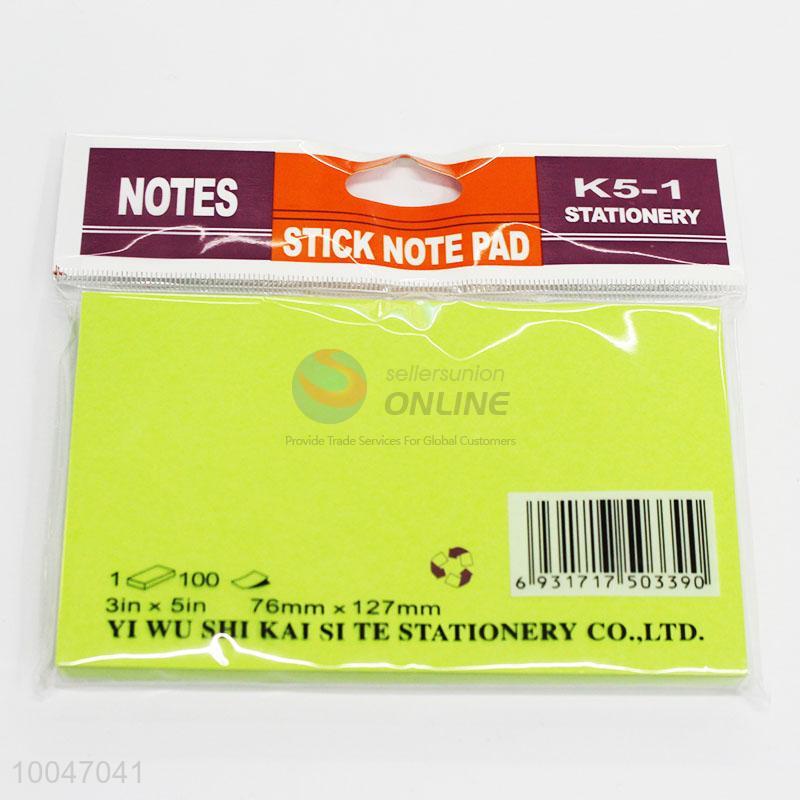 NOTES
STICK NOTE PAD
K5-1
STATIONERY
sellersunion
ONLINE
Provide Trade Services For Global Customers
6 931717 503390
1 100
3in × 5in 76mm × 127mm
YI WU SHI KAI SI TE STATIONERY CO.,LTD.
10047041